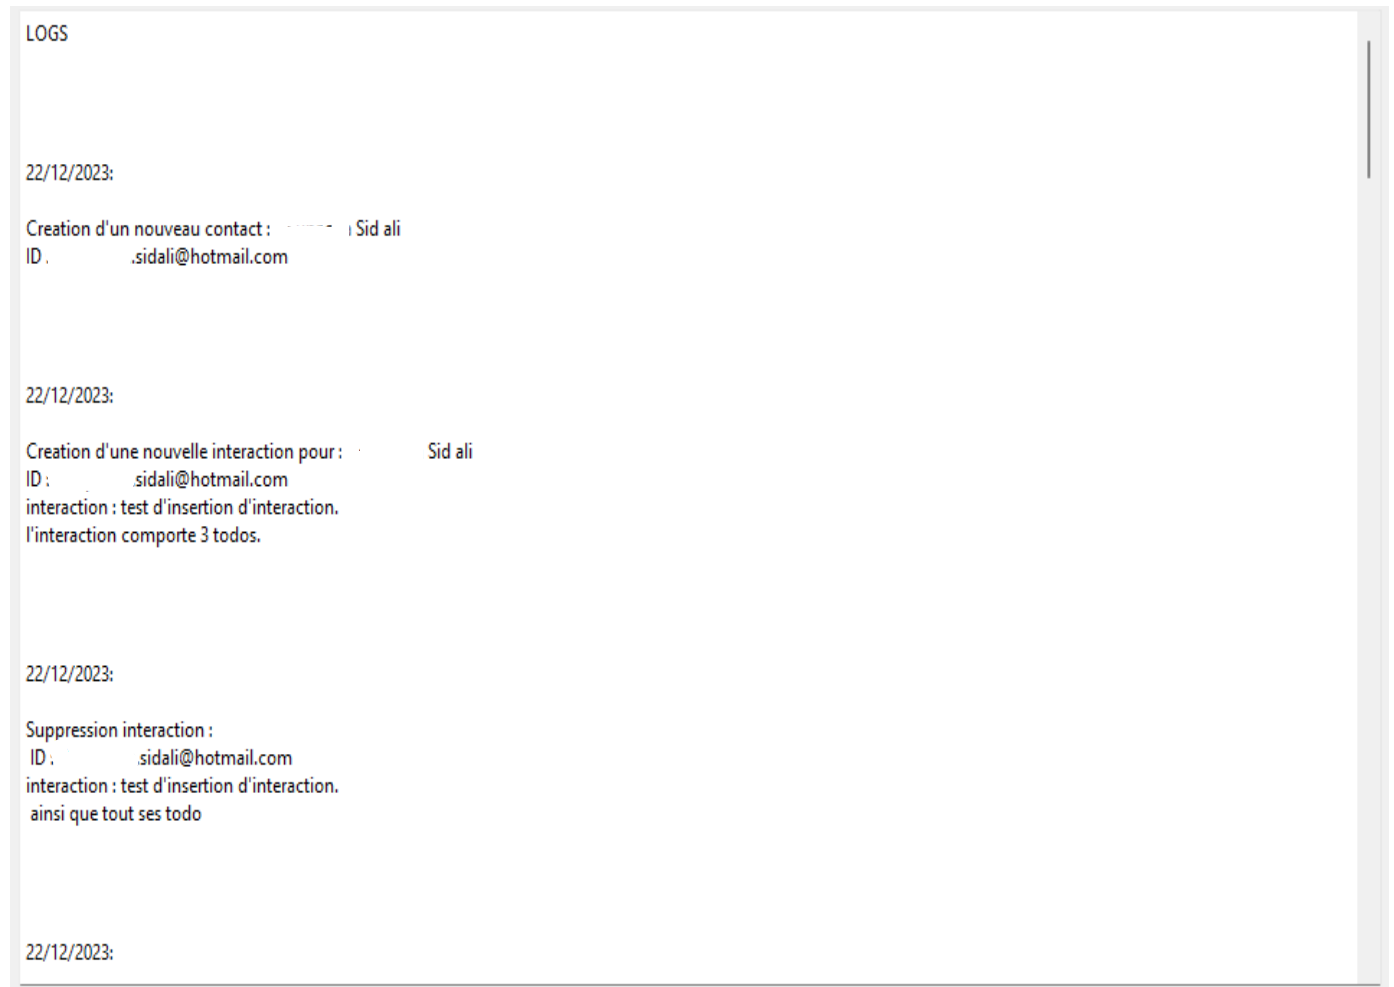 LOGS
22/12/2023:
Creation d'un nouveau contact : Sid ali
ID .sidali@hotmail.com
22/12/2023:
Creation d'une nouvelle interaction pour : Sid ali
ID : sidali@hotmail.com
interaction : test d'insertion d'interaction.
l'interaction comporte 3 todos.
22/12/2023:
Suppression interaction :
ID : sidali@hotmail.com
interaction : test d'insertion d'interaction.
ainsi que tout ses todo
22/12/2023: